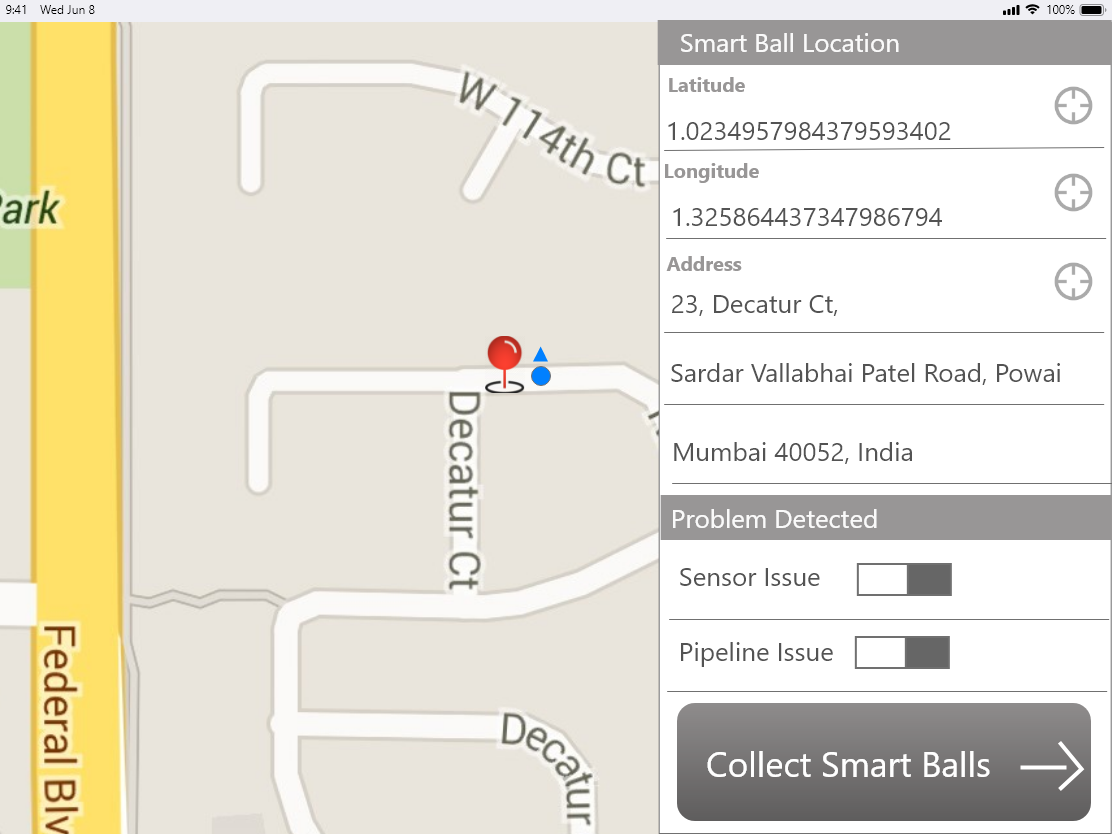 9:41 Wed Jun 8 100%
Smart Ball Location
Latitude
1.0234957984379593402
Longitude
1.325864437347986794
Address
23, Decatur Ct,
Sardar Vallabhai Patel Road, Powai
Mumbai 40052, India
Problem Detected
Sensor Issue
Pipeline Issue
Collect Smart Balls
W 114th Ct
Park
Decatur Ct
Federal Blv
Decatur